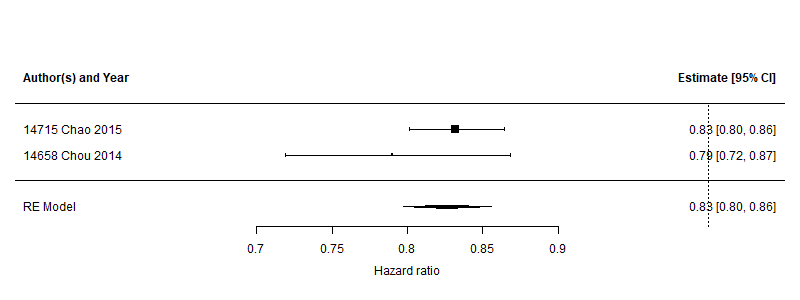 Author(s) and Year Estimate [95% CI]
14715 Chao 2015 0.83 [0.80, 0.86]
14658 Chou 2014 0.79 [0.72, 0.87]
RE Model 0.83 [0.80, 0.86]
0.7 0.75 0.8 0.85 0.9
Hazard ratio